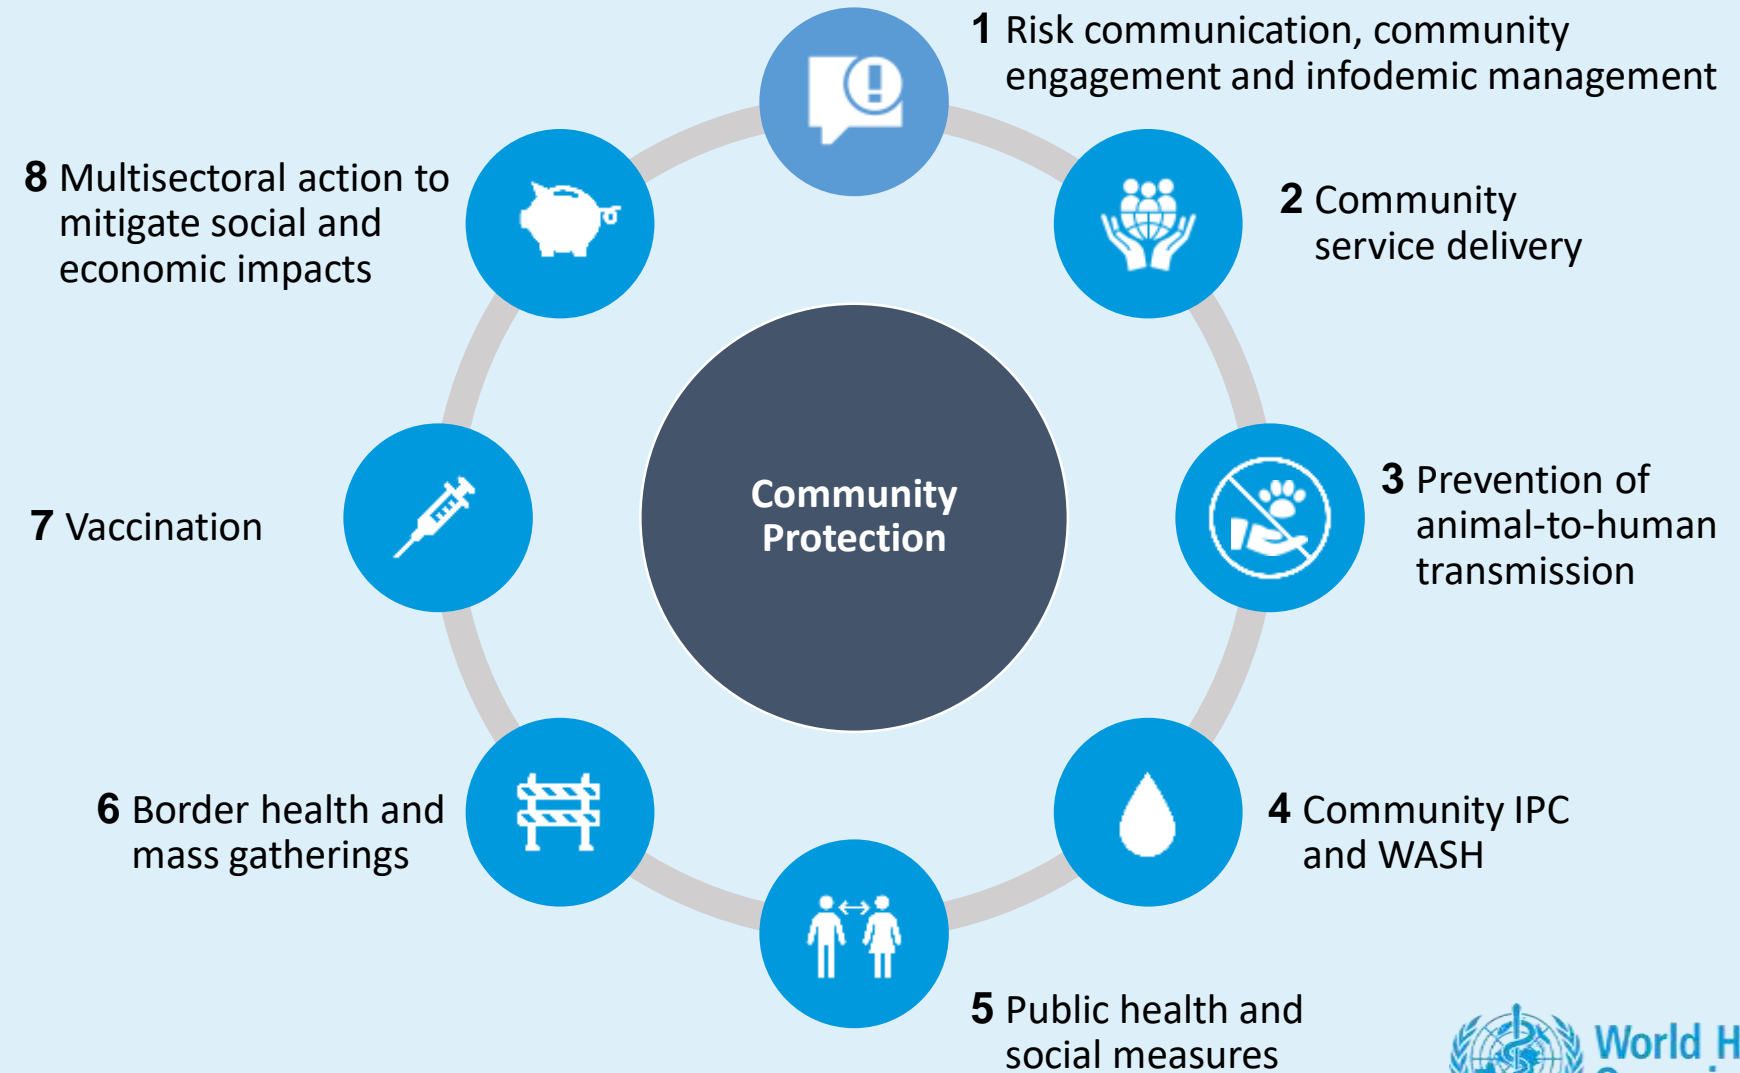 1 Risk communication, community
engagement and infodemic management
2 Community
service delivery
3 Prevention of
animal-to-human
transmission
4 Community IPC
and WASH
5 Public health and
social measures
6 Border health and
mass gatherings
7 Vaccination
8 Multisectoral action to
mitigate social and
economic impacts
Community
Protection
World H